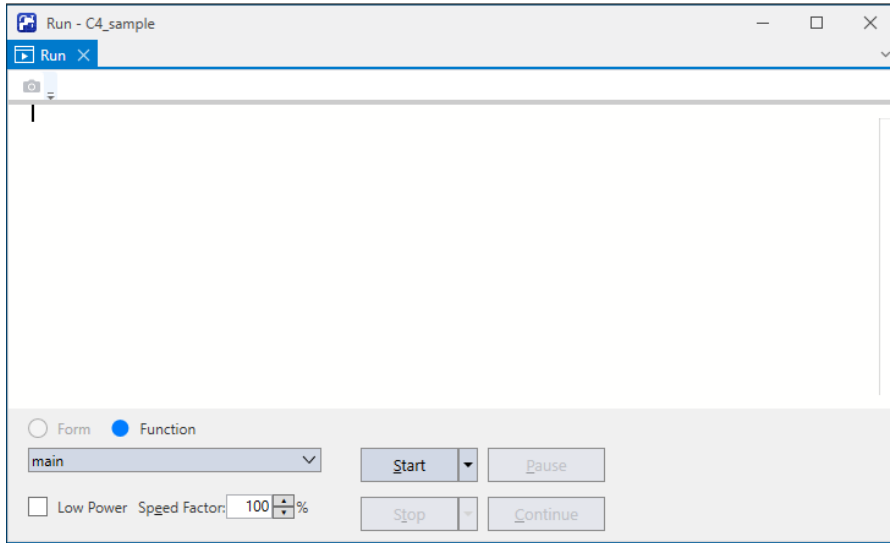 Run - C4_sample
Run
Form Function
main
Start Pause
Low Power Speed Factor: 100 %
Stop Continue